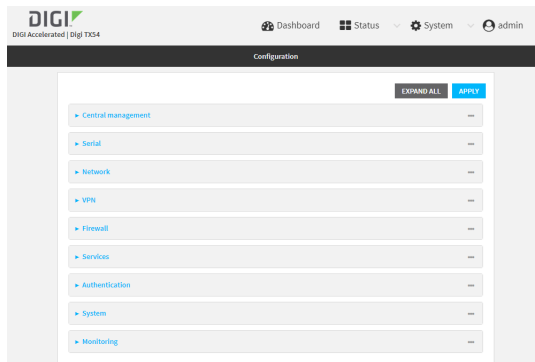 DIGI
DIGI Accelerated | Digi TX54
Dashboard Status System admin
Configuration
EXPAND ALL APPLY
Central management
Serial
Network
VPN
Firewall
Services
Authentication
System
Monitoring